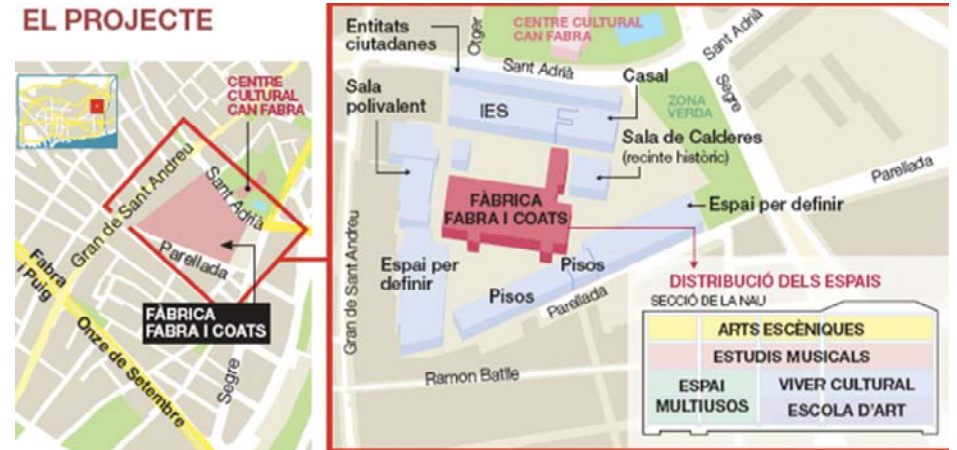 EL PROJECTE
CENTRE
CULTURAL
CAN FABRA
Gran de Sant Andreu
Sant Adrià
Parellada
Fabra
i Puig
FÀBRICA
FABRA I COATS
Onze de Setembre
Segre
Entitats
ciutadanes
Otger
CENTRE CULTURAL
CAN FABRA
Sant Adrià
Sant Adrià
Segre
Sala
polivalent
IES
Casal
ZONA
VERDA
Sala de Calderes
(recinte històric)
Parellada
FÀBRICA
FABRA I COATS
Espai per definir
Gran de Sant Andreu
Espai per
definir
Pisos
Pisos
Parellada
Ramon Batlle
DISTRIBUCIÓ DELS ESPAIS
SECCIÓ DE LA NAU
ARTS ESCÈNIQUES
ESTUDIS MUSICALS
ESPAI
MULTIUSOS
VIVER CULTURAL
ESCOLA D'ART